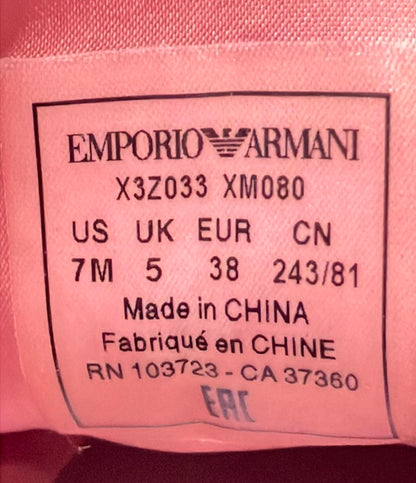 EMPORIO ARMANI
X3Z033 XM080
US UK EUR CN
7M 5 38 243/81
Made in CHINA
Fabriqué en CHINE
RN 103723 - CA 37360
EAC